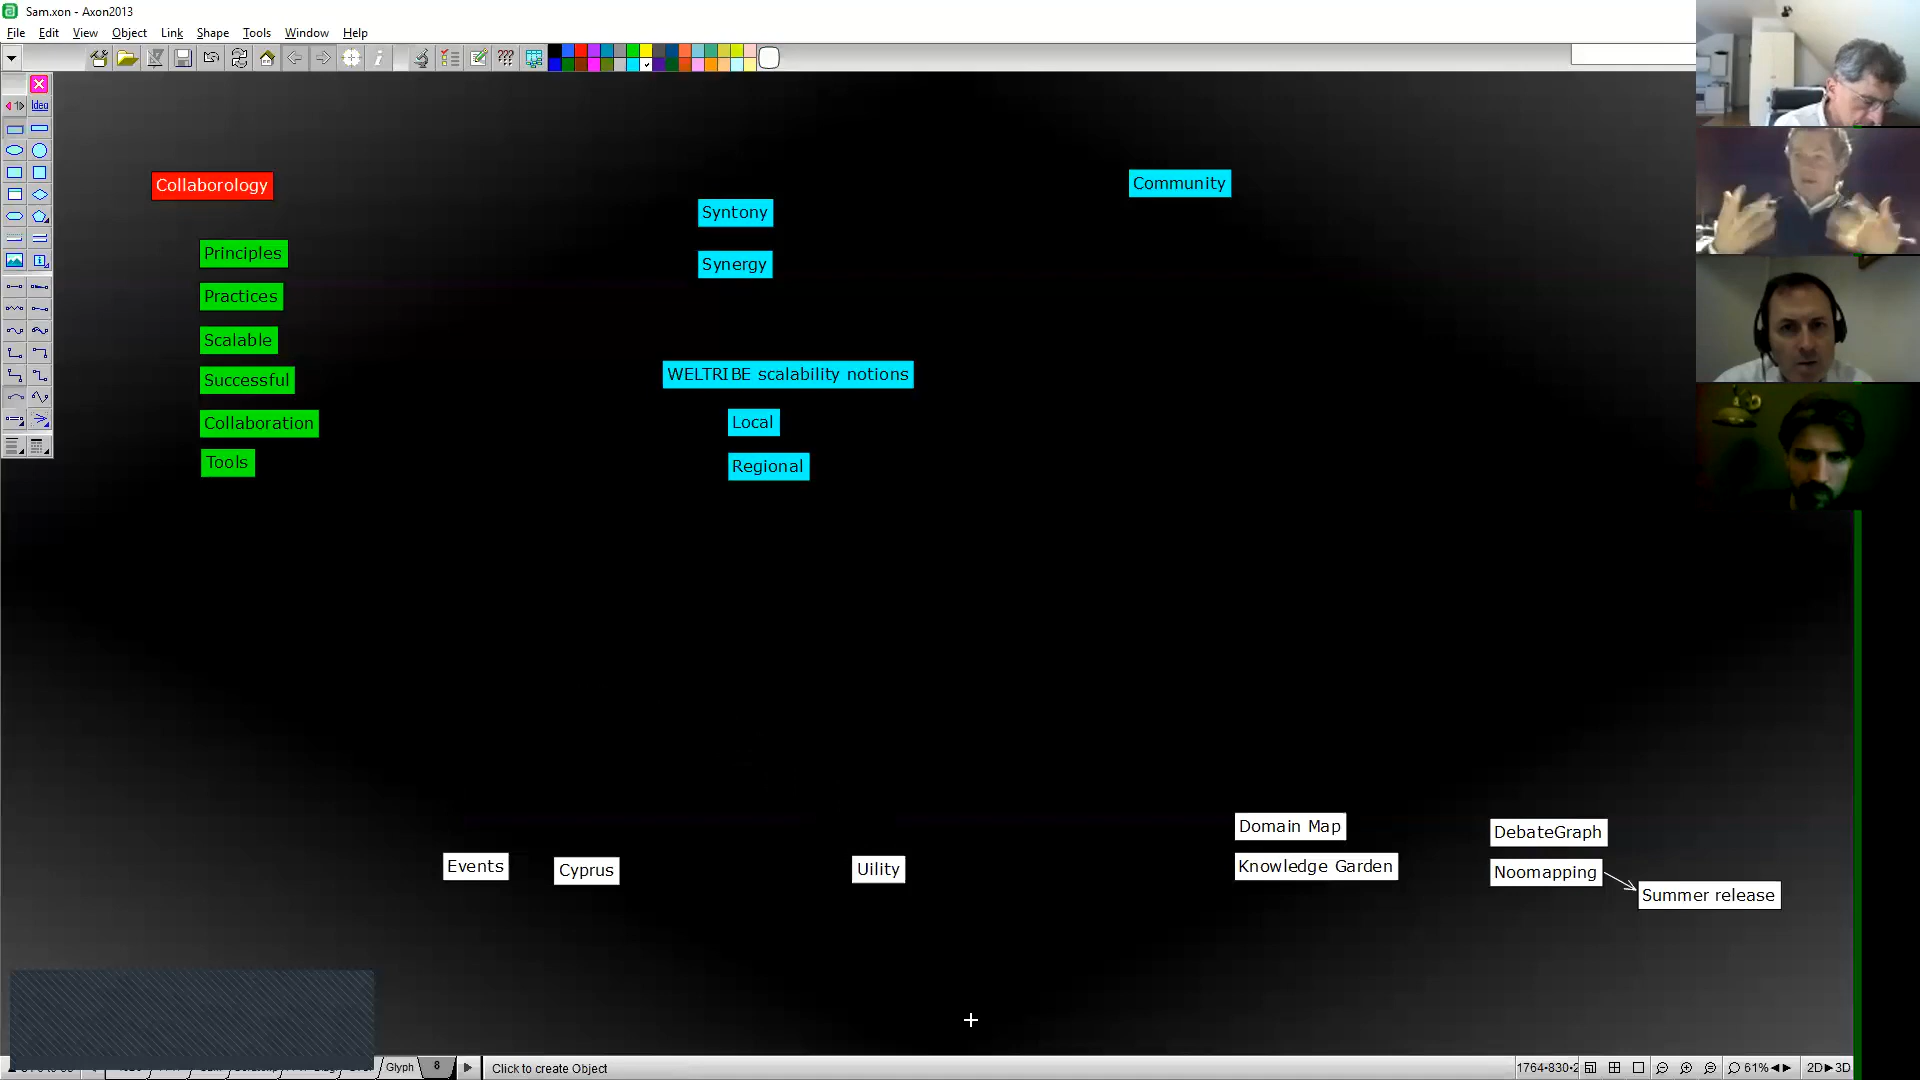 Sam.xon - Axon2013
File Edit View Object Link Shape Tools Window Help
Idea
Collaborology
Community
Syntony
Principles
Synergy
Practices
Scalable
WELTRIBE scalability notions
Successful
Collaboration
Local
Tools
Regional
Domain Map
DebateGraph
Events
Cyprus
Uility
Knowledge Garden
Noomapping
Summer release
Glyph
8
Click to create Object
61%
2D▶3D